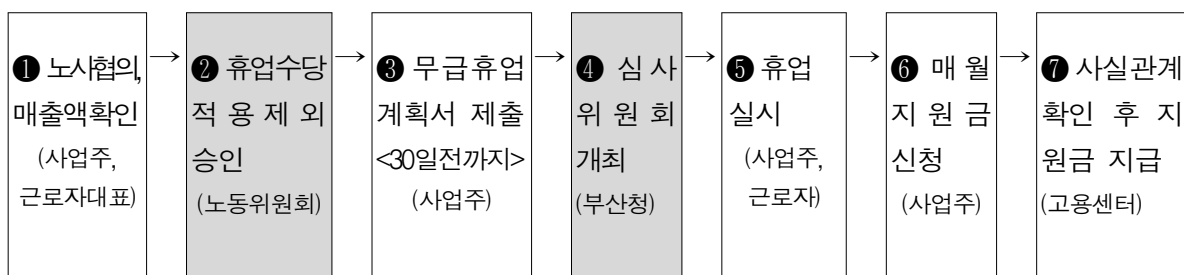 ❶ 노사협의,
매출액확인
(사업주,
근로자대표)
→
❷ 휴업수당
적용제외
승인
(노동위원회)
→
❸ 무급휴업
계획서 제출
<30일전까지>
(사업주)
→
❹ 심사
위원회
개최
(부산청)
→
❺ 휴업
실시
(사업주,
근로자)
→
❻ 매월
지원금
신청
(사업주)
→
❼ 사실관계
확인 후 지
원금 지급
(고용센터)